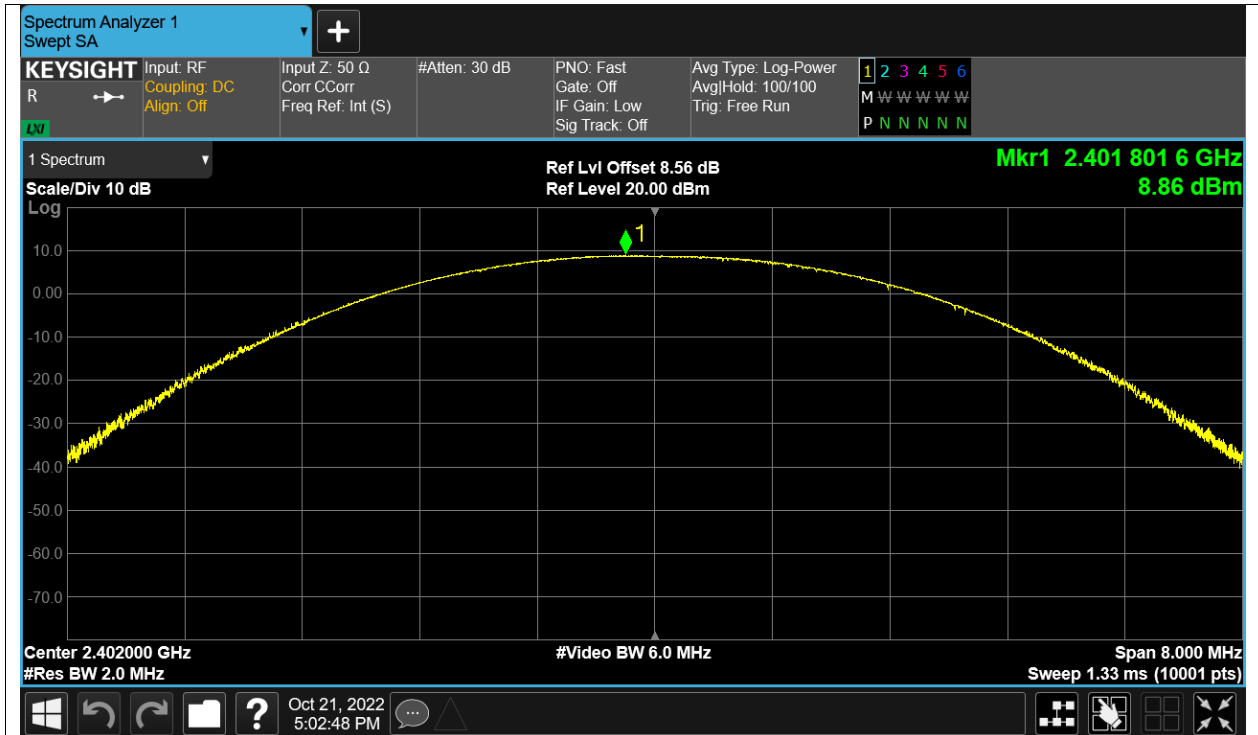 Spectrum Analyzer 1
Swept SA
+
KEYSIGHT
R
LXI
Input: RF
Coupling: DC
Align: Off
Input Z: 50 Ω
Corr CCorr
Freq Ref: Int (S)
#Atten: 30 dB
PNO: Fast
Gate: Off
IF Gain: Low
Sig Track: Off
Avg Type: Log-Power
Avg|Hold: 100/100
Trig: Free Run
1 2 3 4 5 6
M W W W W W
P N N N N N
1 Spectrum
Scale/Div 10 dB
Log
Ref Lvl Offset 8.56 dB
Ref Level 20.00 dBm
Mkr1 2.401 801 6 GHz
8.86 dBm
1
10.0
0.00
-10.0
-20.0
-30.0
-40.0
-50.0
-60.0
-70.0
Center 2.402000 GHz
#Res BW 2.0 MHz
#Video BW 6.0 MHz
Span 8.000 MHz
Sweep 1.33 ms (10001 pts)
?
Oct 21, 2022
5:02:48 PM